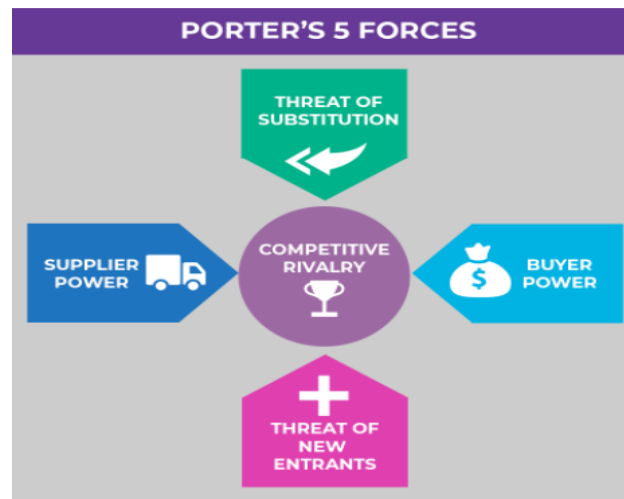 PORTER'S 5 FORCES
THREAT OF
SUBSTITUTION
SUPPLIER
POWER
COMPETITIVE
RIVALRY
$
BUYER
POWER
THREAT OF
NEW
ENTRANTS